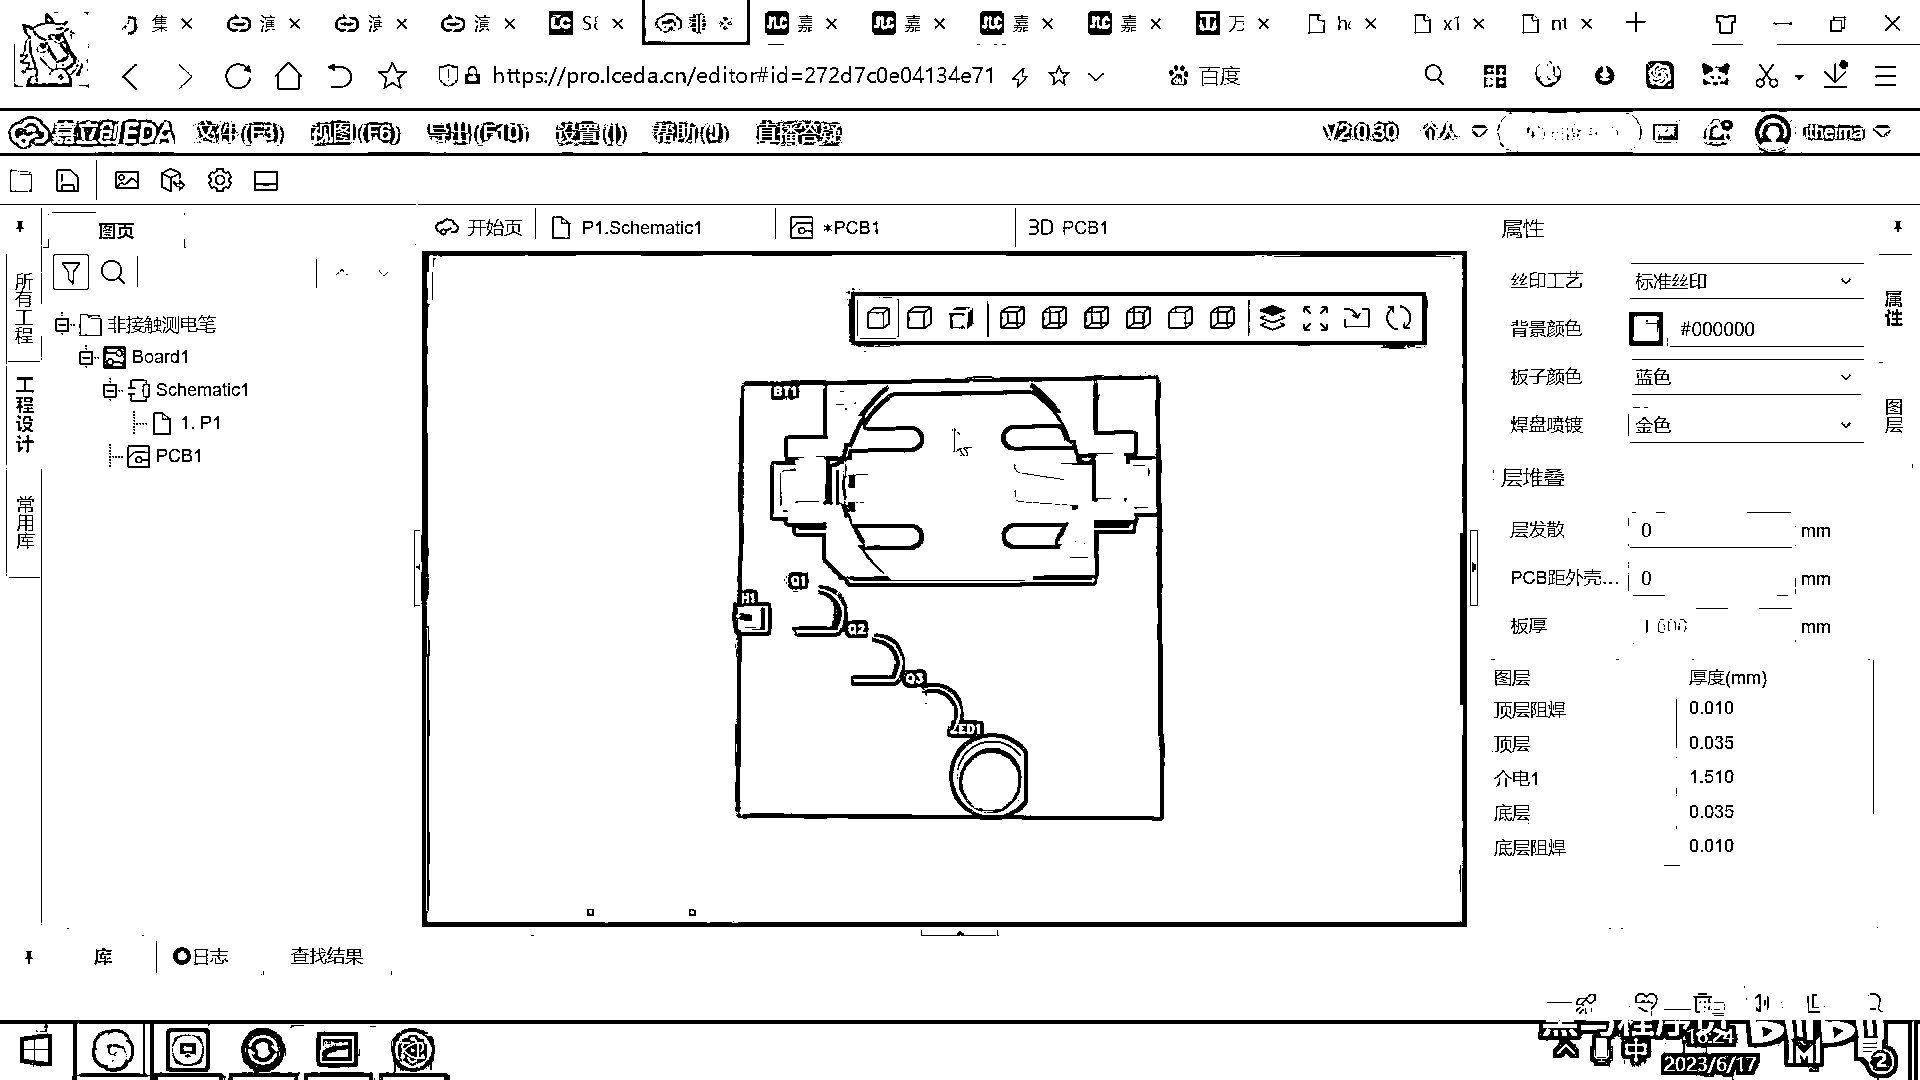 集
演
演
演
非
嘉
嘉
嘉
嘉
万
x1
nt
https://pro.lceda.cn/editor#id=272d7c0e04134e71
百度
嘉立创EDA
文件(F3)
视图(F6)
导出(F10)
设置(I)
帮助(J)
直播答疑
V2.0.30
个人
图页
开始页
P1.Schematic1
*PCB1
3D PCB1
属性
所有工程
工程设计
常用库
非接触测电笔
Board1
Schematic1
1. P1
PCB1
BT1
Q1
H1
Q2
Q3
LED1
丝印工艺
标准丝印
背景颜色
#000000
板子颜色
蓝色
焊盘喷镀
金色
层堆叠
层发散
0
mm
PCB距外壳...
0
mm
板厚
mm
图层
厚度(mm)
顶层阻焊
0.010
顶层
0.035
介电1
1.510
底层
0.035
底层阻焊
0.010
属性
图层
库
日志
查找结果
中
16:24
2023/6/17
2